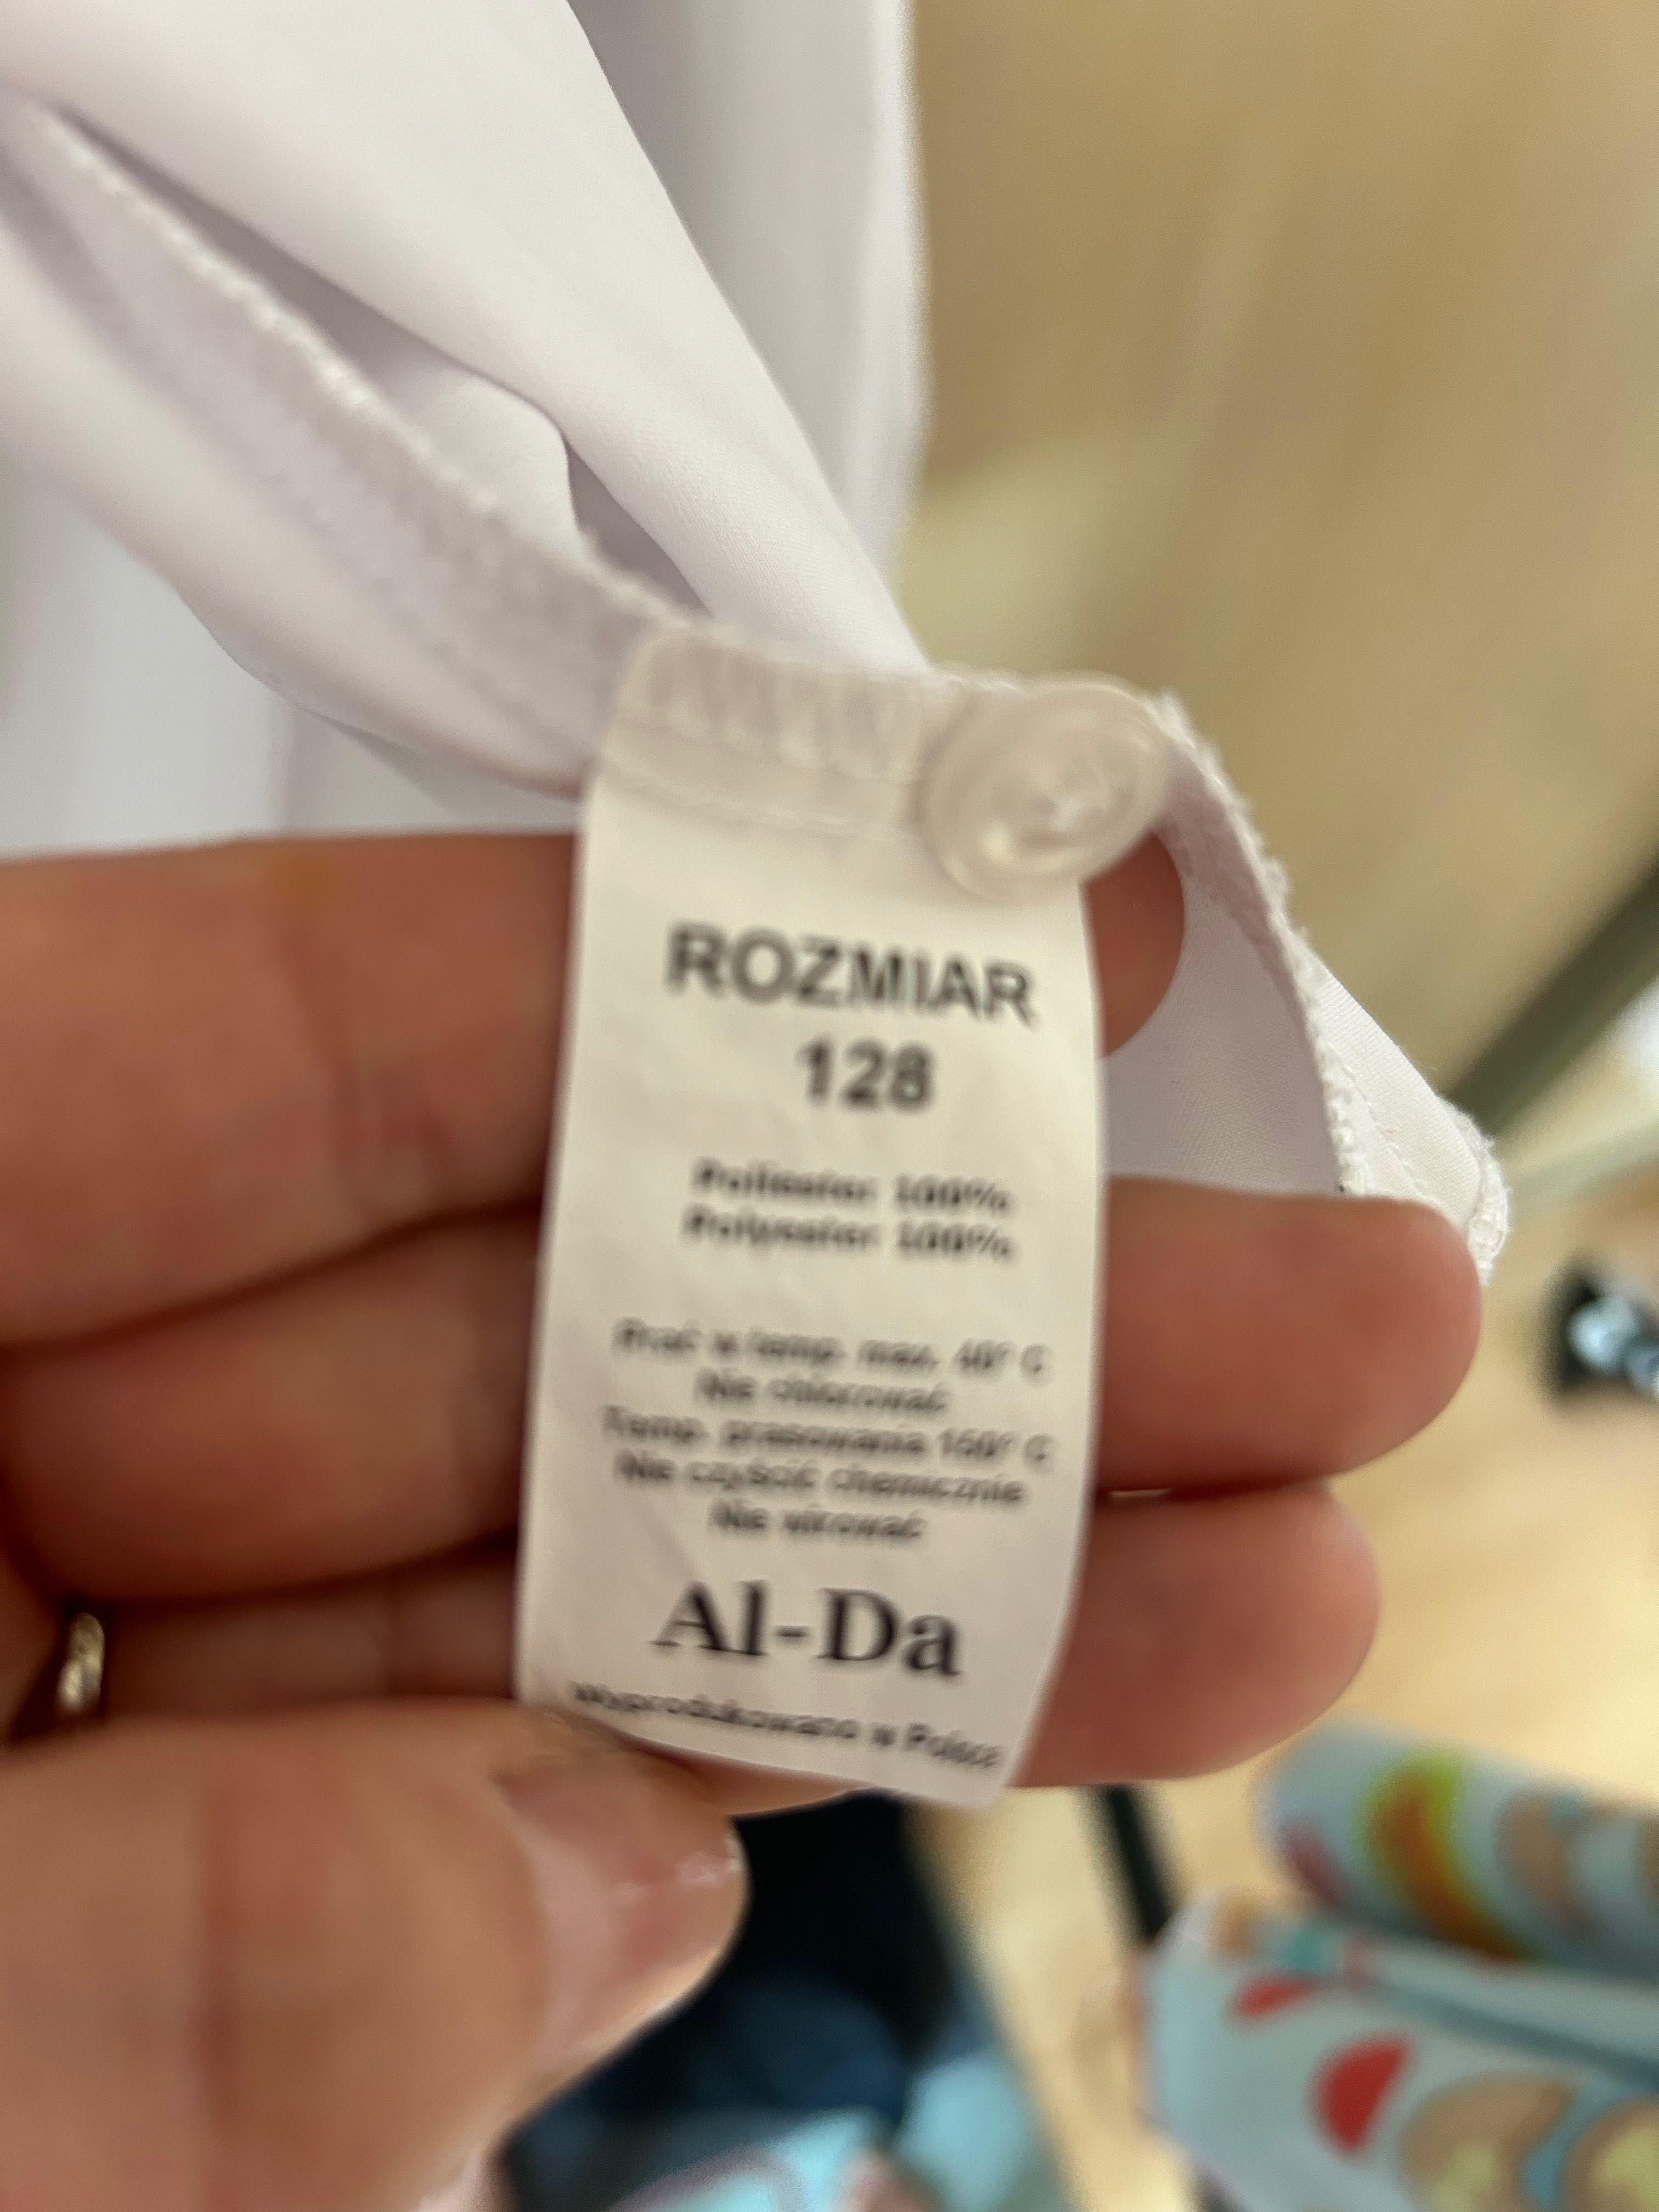 ROZMIAR
128
Poliester 100%
Polyester 100%
Prać w temp. max. 40° C
Nie chlorować
Temp. prasowania 150° C
Nie czyścić chemicznie
Nie wirować
Al-Da
Wyprodukowano w Polsce